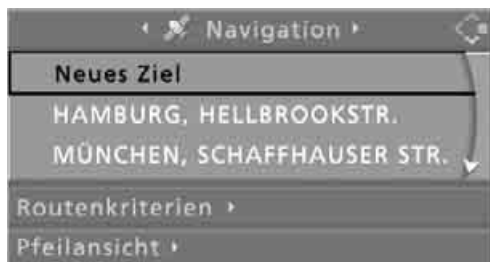 Navigation
Neues Ziel
HAMBURG, HELLBROOKSTR.
MÜNCHEN, SCHAFFHAUSER STR.
Routenkriterien
Pfeilansicht